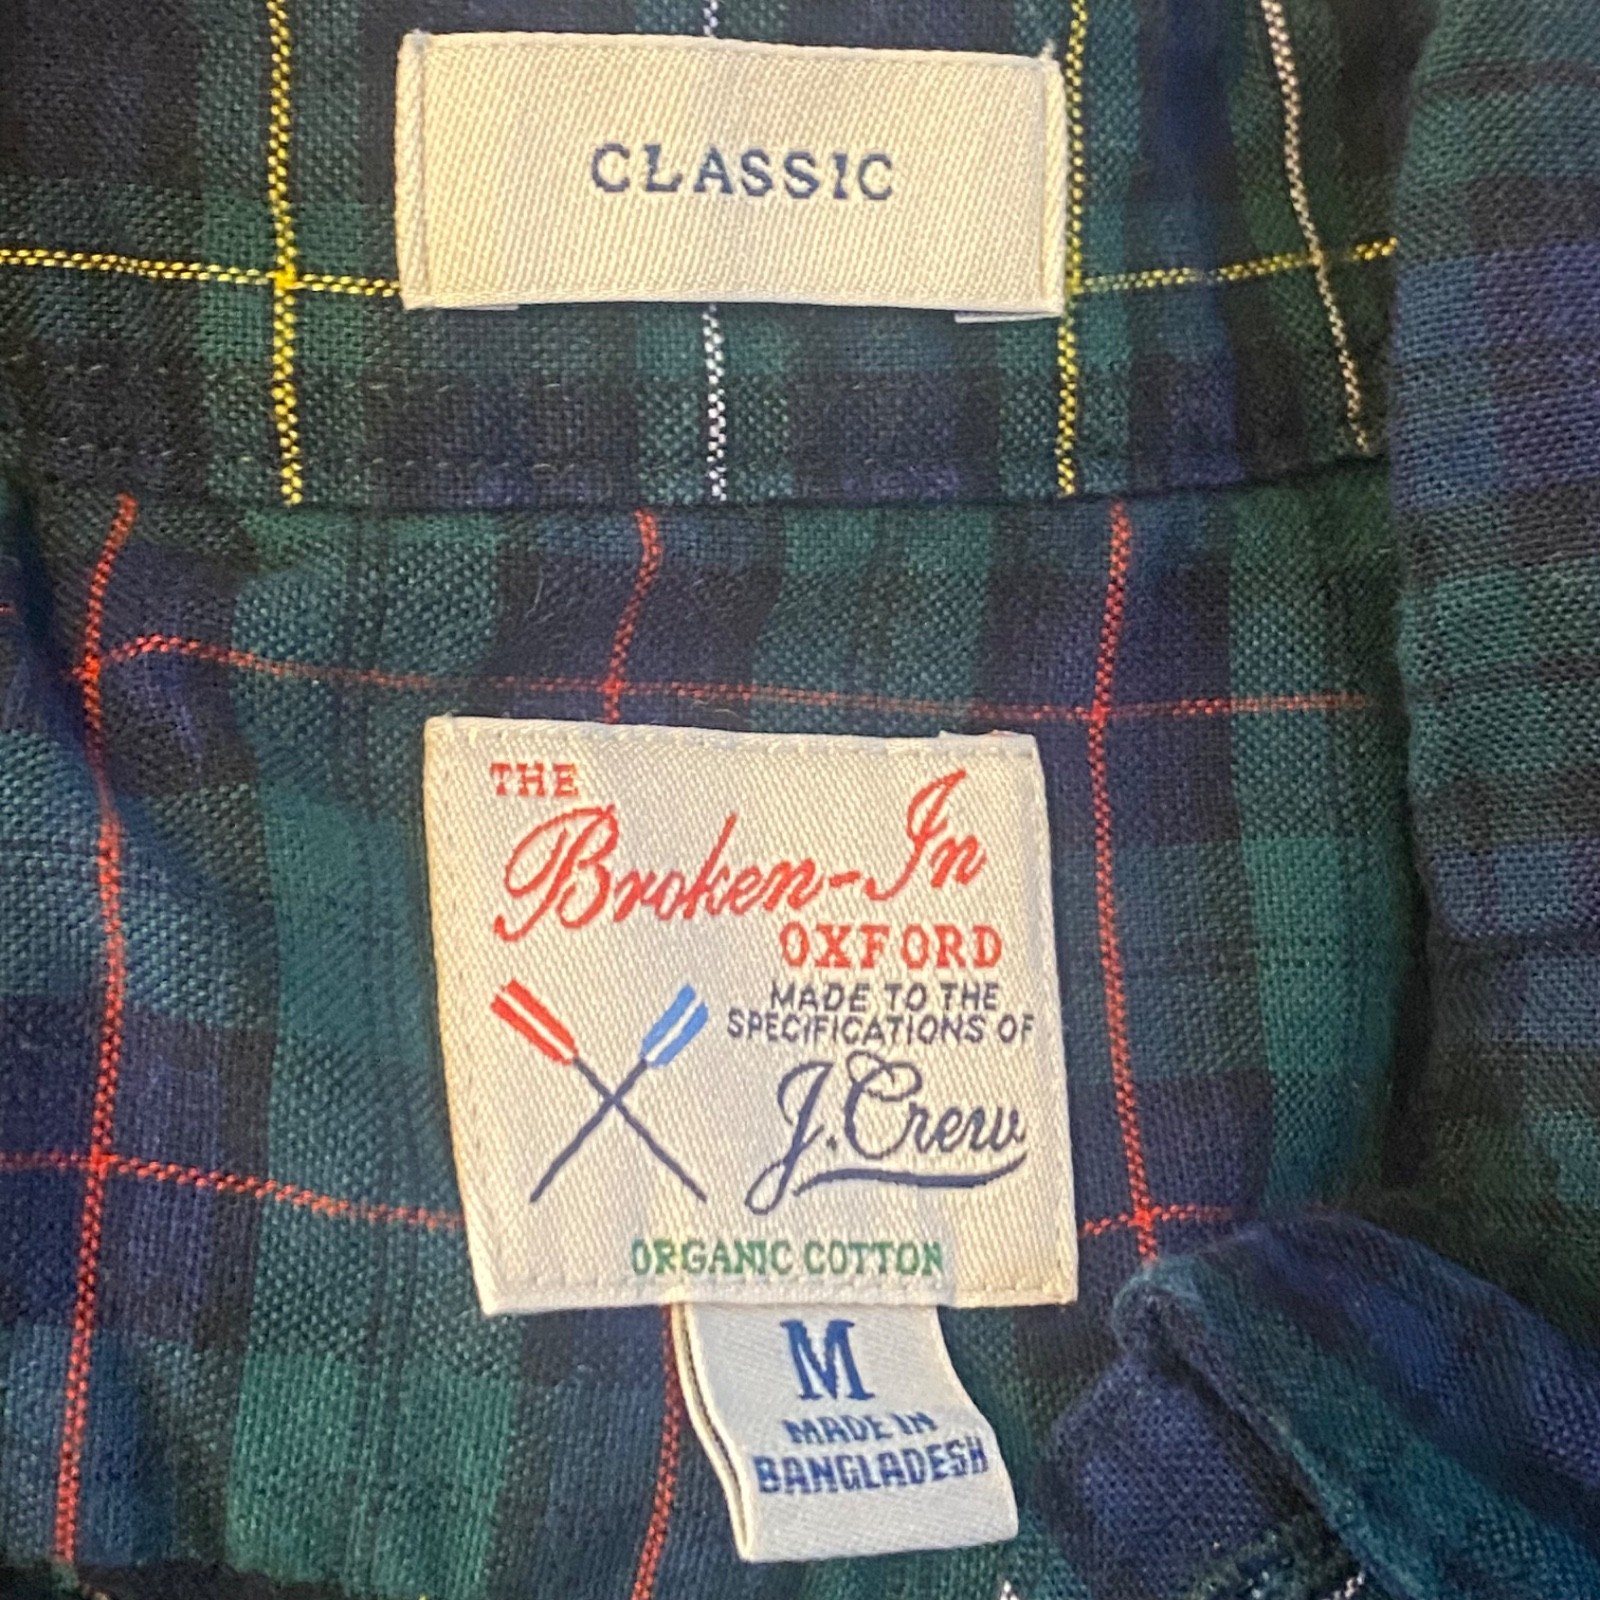 CLASSIC
THE
Broken-In
OXFORD
MADE TO THE
SPECIFICATIONS OF
J.Crew
ORGANIC COTTON
M
MADE IN
BANGLADESH